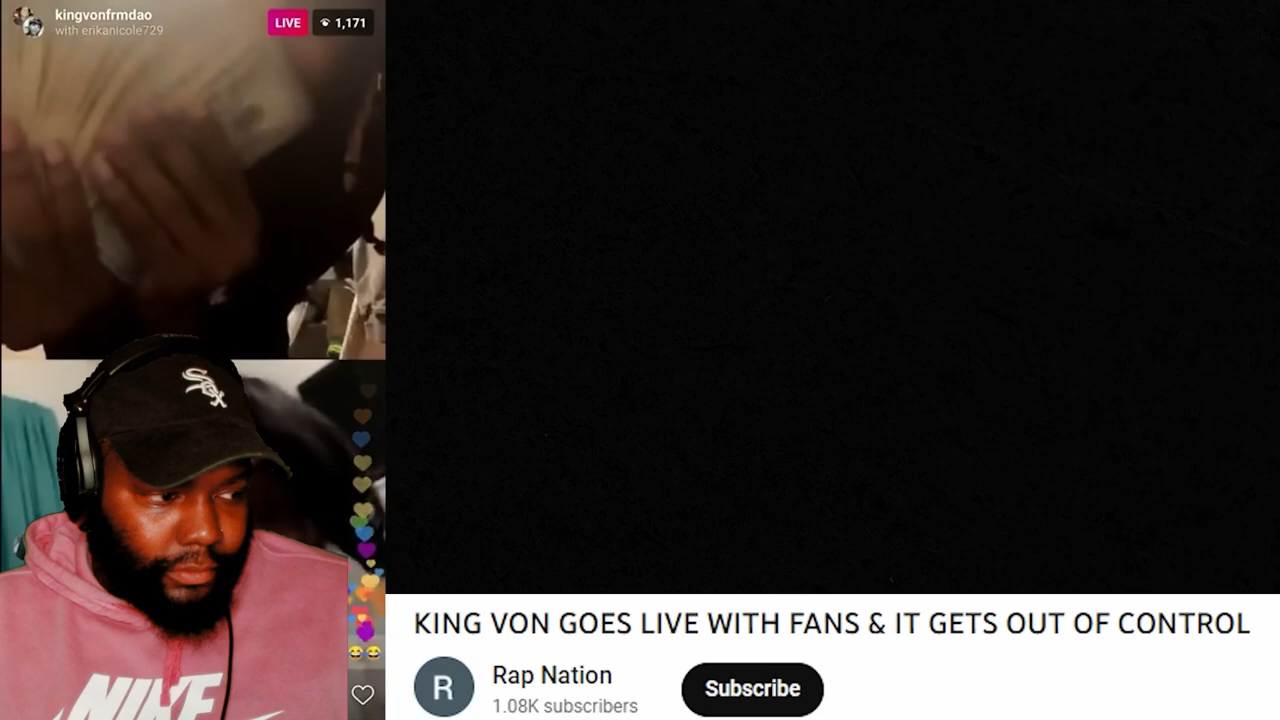 kingvonfrmdao
with erikanicole729
LIVE
1,171
Sox
NIKE
KING VON GOES LIVE WITH FANS & IT GETS OUT OF CONTROL
R
Rap Nation
1.08K subscribers
Subscribe